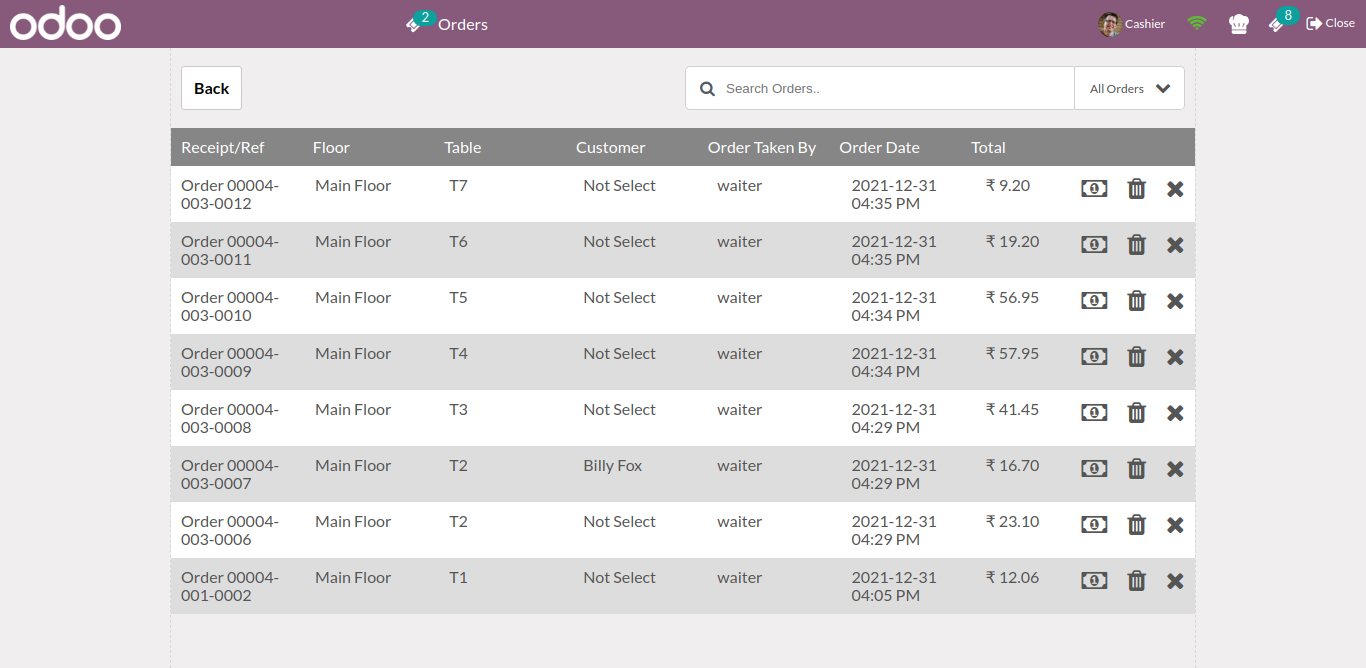 odoo 2 Orders Cashier 8 Close
Back Search Orders.. All Orders
Receipt/Ref Floor Table Customer Order Taken By Order Date Total
Order 00004- Main Floor T7 Not Select waiter 2021-12-31 ₹ 9.20
003-0012 04:35 PM
Order 00004- Main Floor T6 Not Select waiter 2021-12-31 ₹ 19.20
003-0011 04:35 PM
Order 00004- Main Floor T5 Not Select waiter 2021-12-31 ₹ 56.95
003-0010 04:34 PM
Order 00004- Main Floor T4 Not Select waiter 2021-12-31 ₹ 57.95
003-0009 04:34 PM
Order 00004- Main Floor T3 Not Select waiter 2021-12-31 ₹ 41.45
003-0008 04:29 PM
Order 00004- Main Floor T2 Billy Fox waiter 2021-12-31 ₹ 16.70
003-0007 04:29 PM
Order 00004- Main Floor T2 Not Select waiter 2021-12-31 ₹ 23.10
003-0006 04:29 PM
Order 00004- Main Floor T1 Not Select waiter 2021-12-31 ₹ 12.06
001-0002 04:05 PM